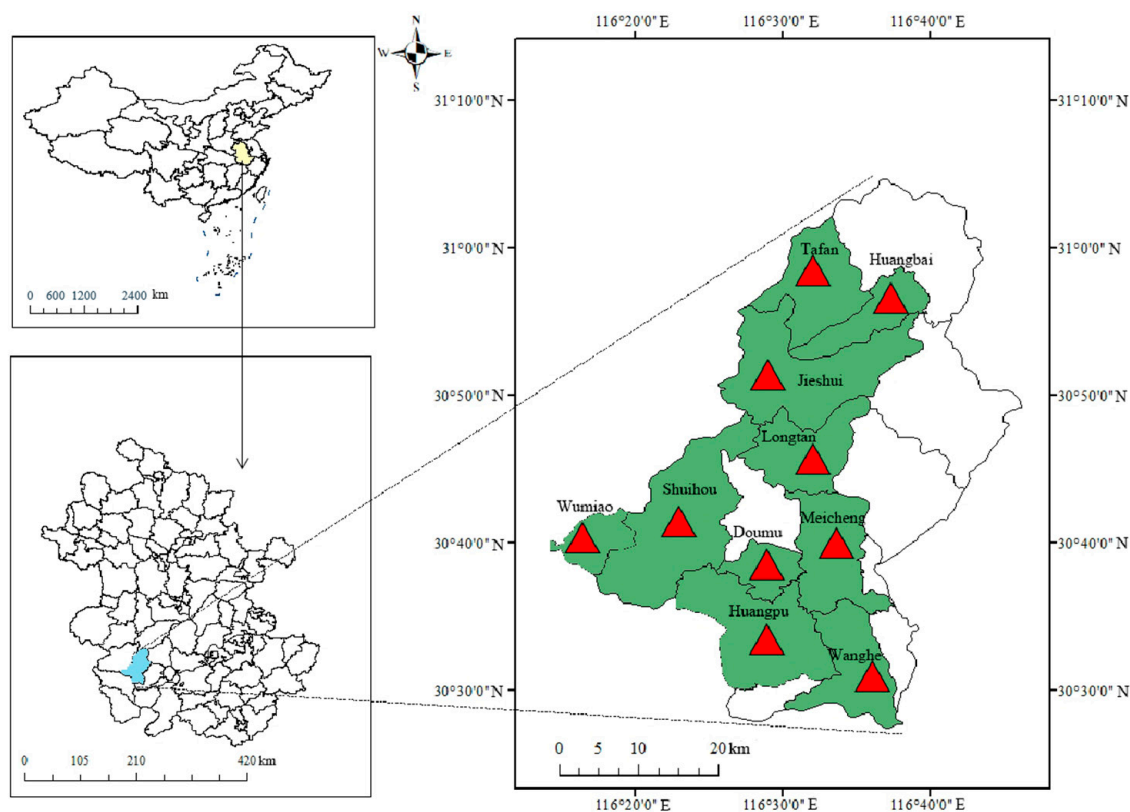 116°20'0"E 116°30'0"E 116°40'0"E
N
W E
S
31°10'0"N 31°10'0"N
31°0'0"N 31°0'0"N
30°50'0"N 30°50'0"N
30°40'0"N 30°40'0"N
30°30'0"N 30°30'0"N
0 600 1200 2400 km
Tafan
Huangbai
Jieshui
Longtan
Shuihou
Wumiao
Meicheng
Doumu
Huangpu
Wanghe
0 105 210 420 km
0 5 10 20 km
116°20'0"E 116°30'0"E 116°40'0"E